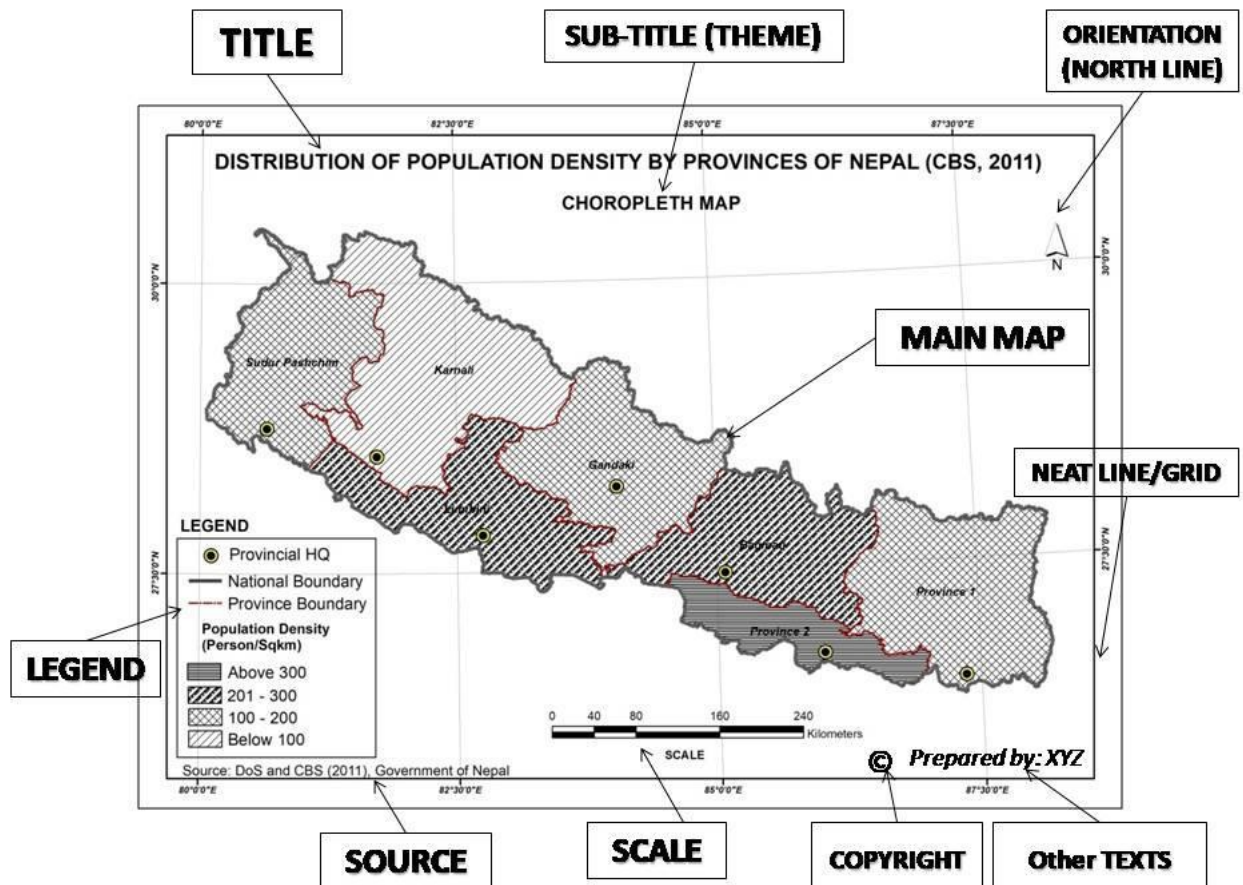 TITLE
SUB-TITLE (THEME)
ORIENTATION
(NORTH LINE)
80°0'0"E
82°30'0"E
85°0'0"E
87°30'0"E
DISTRIBUTION OF POPULATION DENSITY BY PROVINCES OF NEPAL (CBS, 2011)
CHOROPLETH MAP
N
30°0'0"N
30°0'0"N
MAIN MAP
Sudur Pashchim
Karnali
Gandaki
NEAT LINE/GRID
Lumbini
Bagmati
Province 1
Province 2
27°30'0"N
27°30'0"N
LEGEND
Provincial HQ
National Boundary
Province Boundary
Population Density
(Person/Sqkm)
Above 300
201 - 300
100 - 200
Below 100
LEGEND
0 40 80 160 240
Kilometers
SCALE
Source: DoS and CBS (2011), Government of Nepal
© Prepared by: XYZ
80°0'0"E
82°30'0"E
85°0'0"E
87°30'0"E
SOURCE
SCALE
COPYRIGHT
Other TEXTS